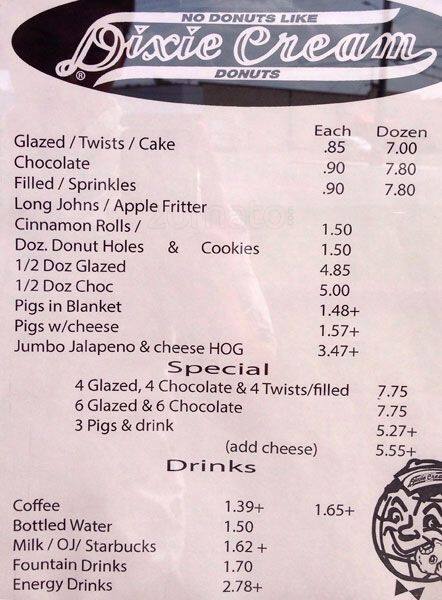 NO DONUTS LIKE
Dixie Cream
DONUTS
®
Each Dozen
Glazed / Twists / Cake .85 7.00
Chocolate .90 7.80
Filled / Sprinkles .90 7.80
Long Johns / Apple Fritter
Cinnamon Rolls / 1.50
Doz. Donut Holes & Cookies 1.50
1/2 Doz Glazed 4.85
1/2 Doz Choc 5.00
Pigs in Blanket 1.48+
Pigs w/cheese 1.57+
Jumbo Jalapeno & cheese HOG 3.47+
Special
4 Glazed, 4 Chocolate & 4 Twists/filled 7.75
6 Glazed & 6 Chocolate 7.75
3 Pigs & drink 5.27+
(add cheese) 5.55+
Drinks
Coffee 1.39+ 1.65+
Bottled Water 1.50
Milk / OJ/ Starbucks 1.62 +
Fountain Drinks 1.70
Energy Drinks 2.78+